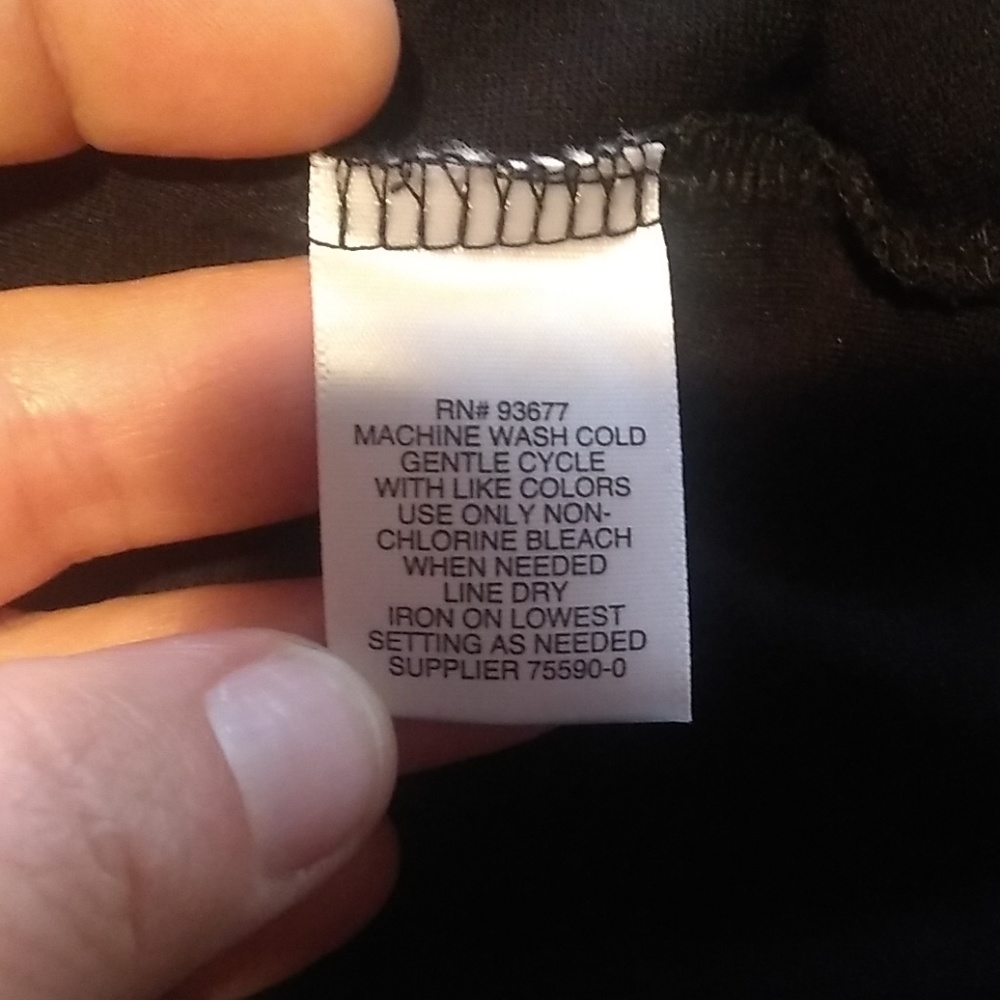 RN# 93677
MACHINE WASH COLD
GENTLE CYCLE
WITH LIKE COLORS
USE ONLY NON-
CHLORINE BLEACH
WHEN NEEDED
LINE DRY
IRON ON LOWEST
SETTING AS NEEDED
SUPPLIER 75590-0